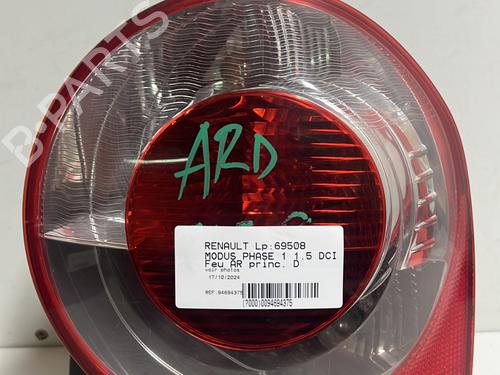 B-PARTS
ARD
RENAULT Lp:69508
MODUS PHASE 1 1.5 DCI
Feu AR princ. D
voir photos
17/10/2024
REF.94694375
(7000)0094694375